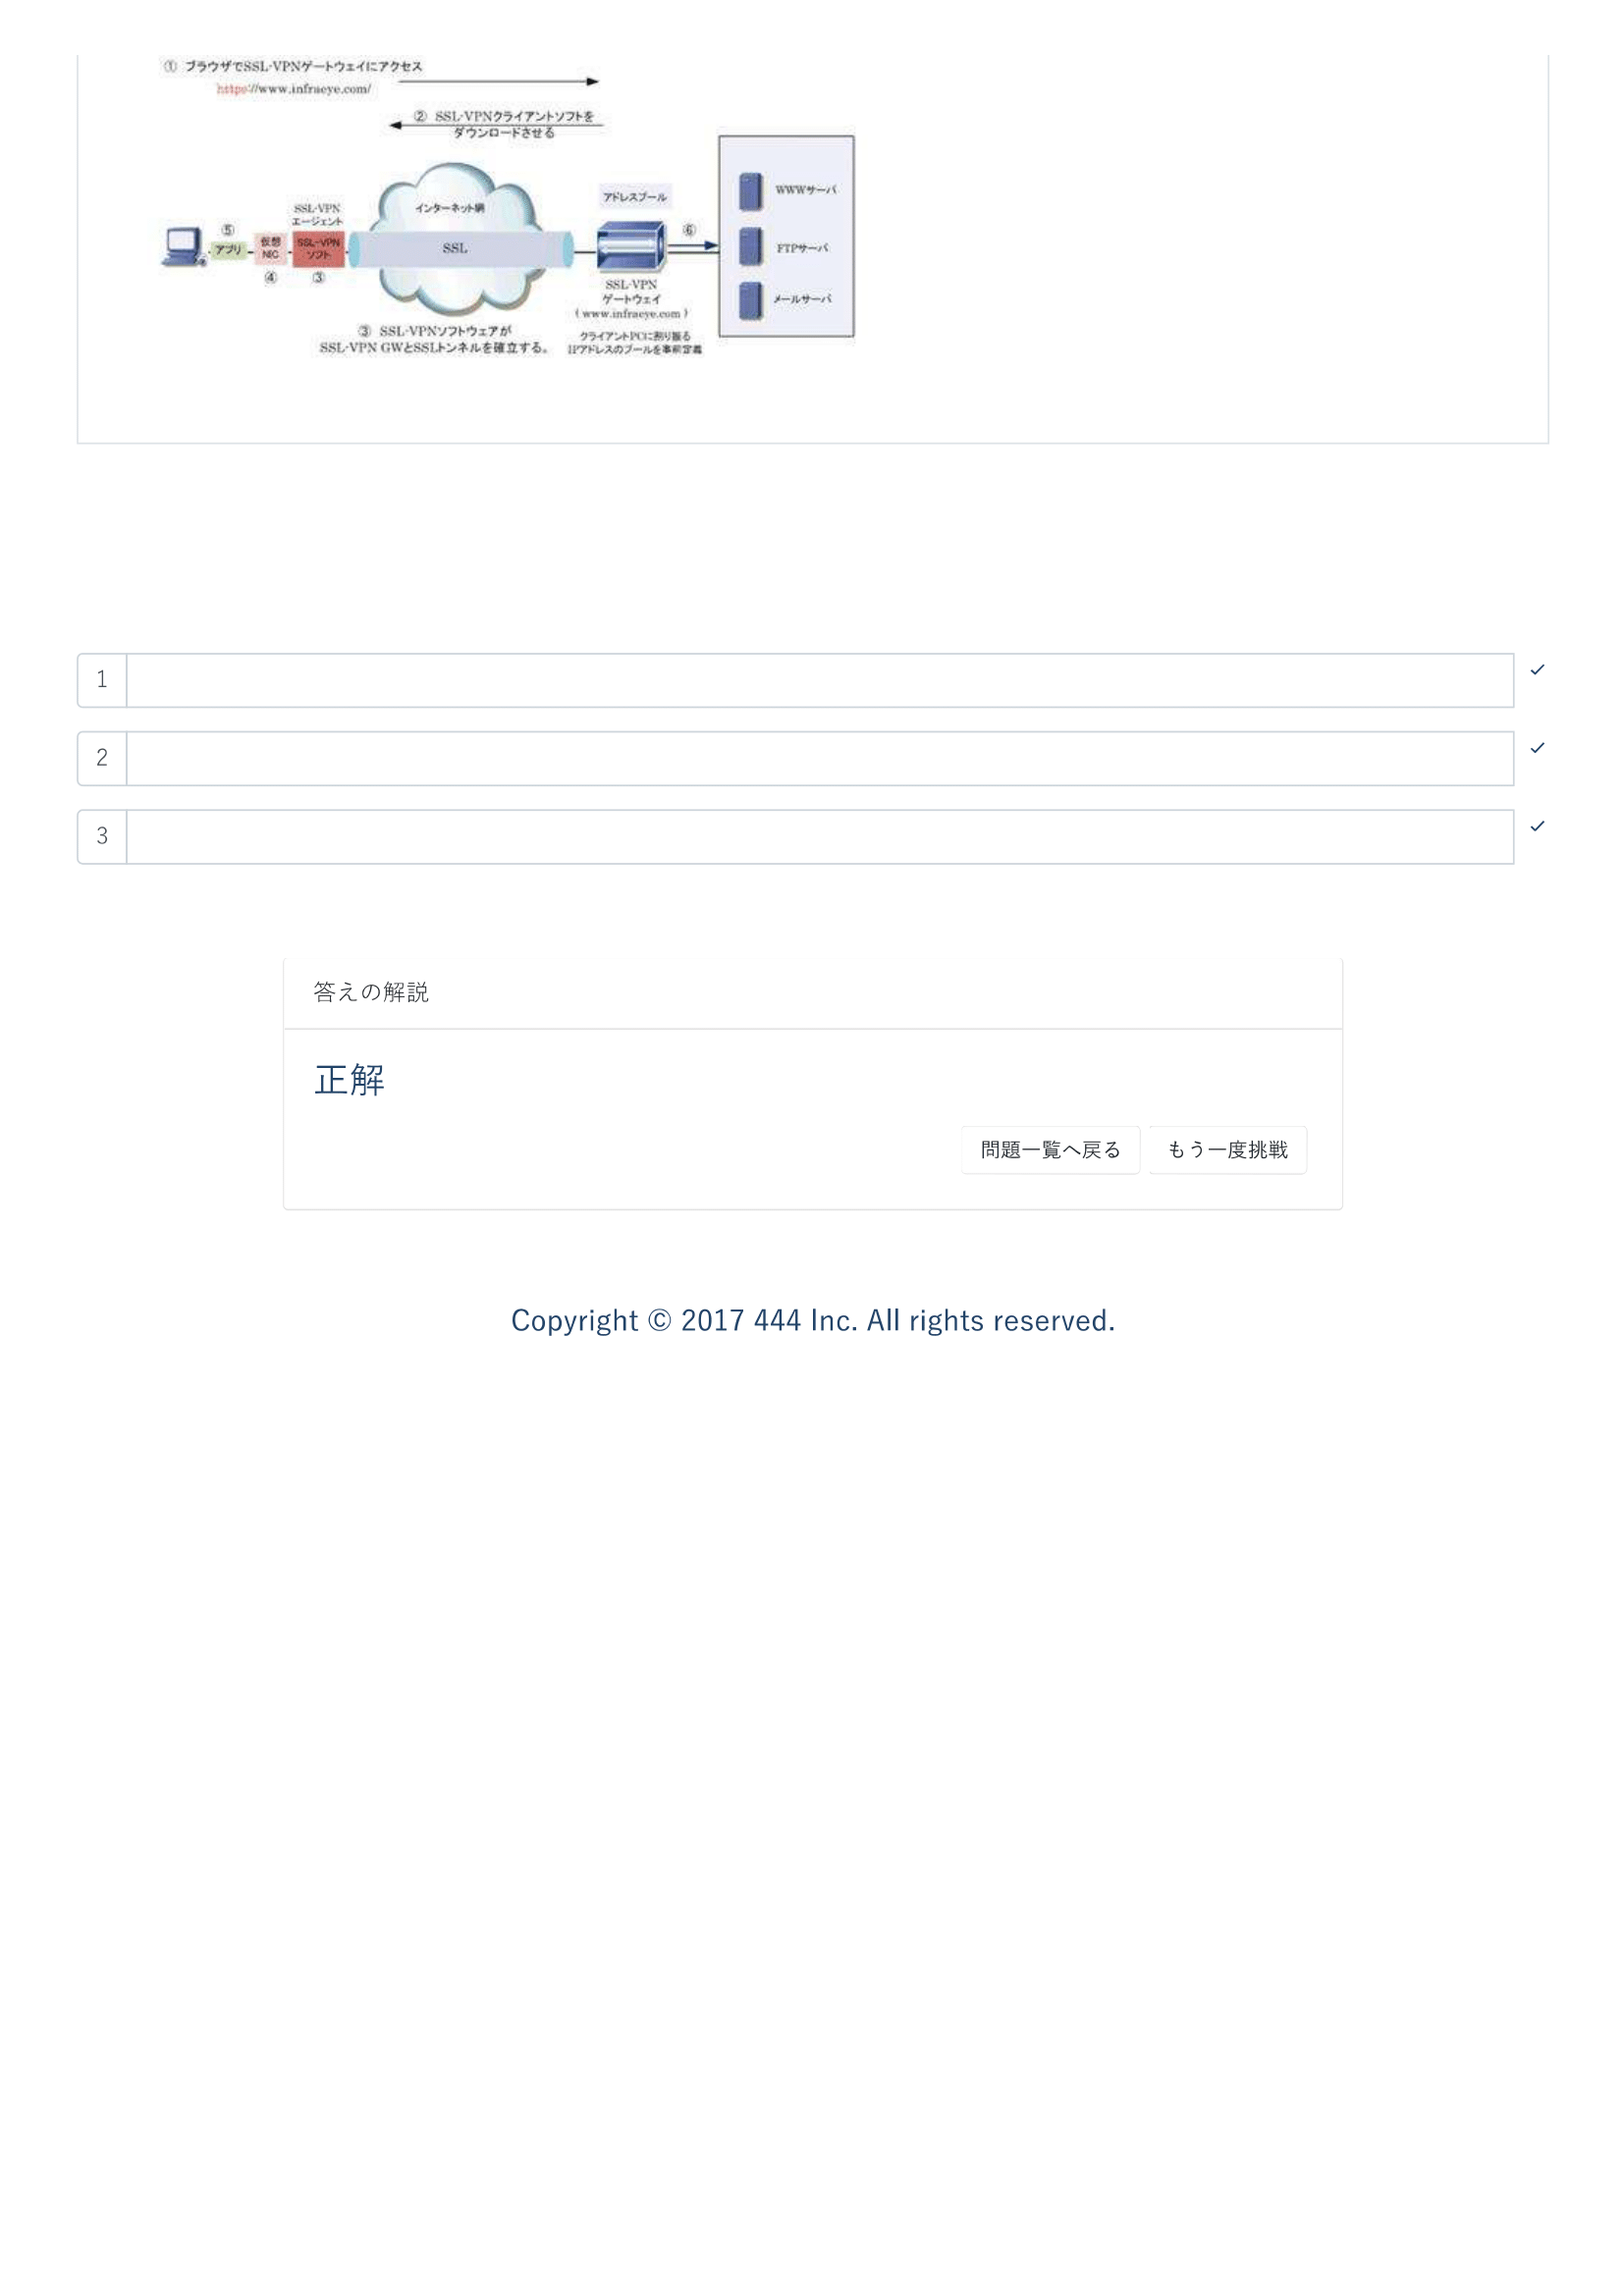 ① ブラウザでSSL-VPNゲートウェイにアクセス
https://www.infraeye.com/
② SSL-VPNクライアントソフトを
ダウンロードさせる
アドレスプール
WWWサーバ
SSL-VPN
エージェント
インターネット網
⑤
アプリ
仮想
NIC
④
SSL-VPN
ソフト
③
SSL
⑥
FTPサーバ
SSL-VPN
ゲートウェイ
( www.infraeye.com )
メールサーバ
③ SSL-VPNソフトウェアが
SSL-VPN GWとSSLトンネルを確立する。
クライアントPCに割り振る
IPアドレスのプールを事前定義
1
2
3
答えの解説
正解
問題一覧へ戻る
もう一度挑戦
Copyright © 2017 444 Inc. All rights reserved.